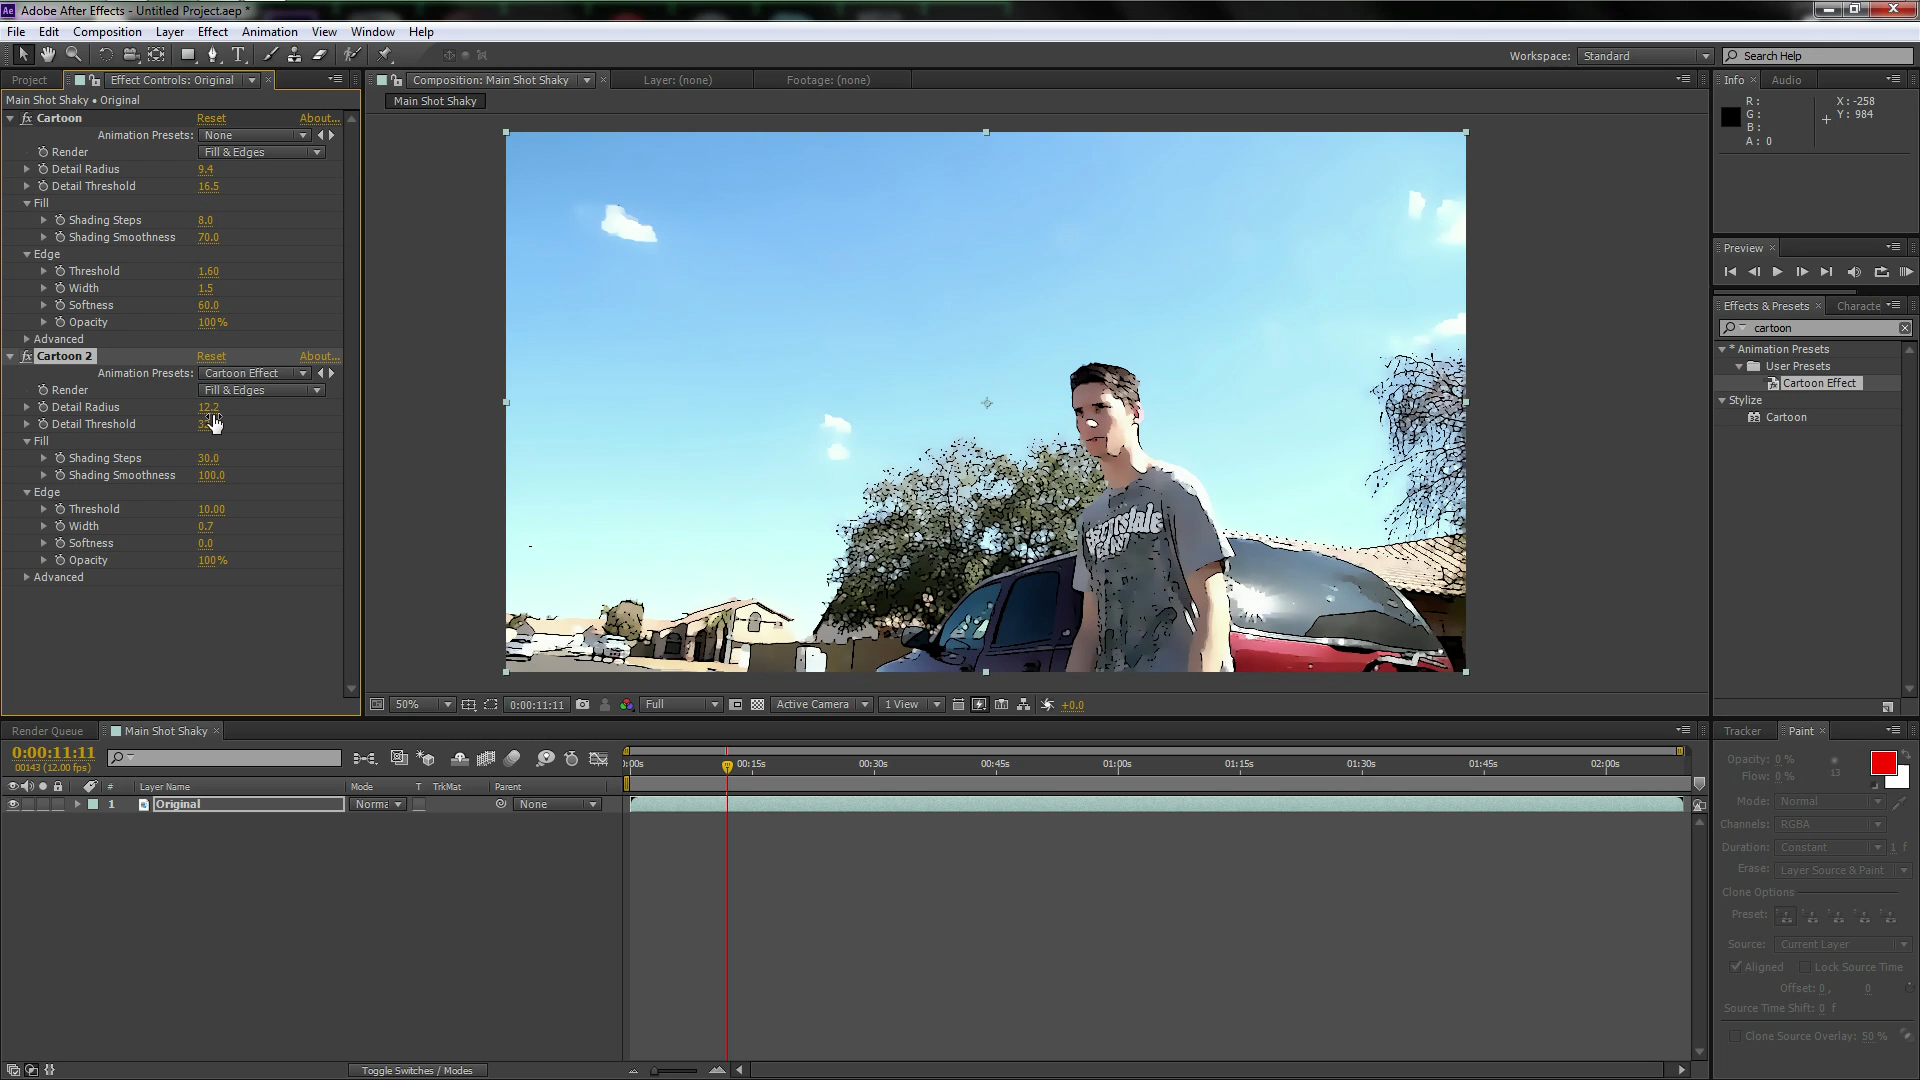 Ae Adobe After Effects - Untitled Project.aep *
File Edit Composition Layer Effect Animation View Window Help
Workspace: Standard Search Help
Project Effect Controls: Original
Main Shot Shaky • Original
fx Cartoon Reset About...
Animation Presets: None
Render Fill & Edges
Detail Radius 9.4
Detail Threshold 16.5
Fill
Shading Steps 8.0
Shading Smoothness 70.0
Edge
Threshold 1.60
Width 1.5
Softness 60.0
Opacity 100%
Advanced
fx Cartoon 2 Reset About...
Animation Presets: Cartoon Effect
Render Fill & Edges
Detail Radius 12.2
Detail Threshold
Fill
Shading Steps 30.0
Shading Smoothness 100.0
Edge
Threshold 10.00
Width 0.7
Softness 0.0
Opacity 100%
Advanced
Composition: Main Shot Shaky Layer: (none) Footage: (none)
Main Shot Shaky
50% 0:00:11:11 Full Active Camera 1 View +0.0
Info Audio
R: X: -258
G: Y: 984
B:
A: 0
Preview
Effects & Presets Characte
cartoon
* Animation Presets
User Presets
Cartoon Effect
Stylize
Cartoon
Render Queue Main Shot Shaky
0:00:11:11
00143 (12.00 fps)
# Layer Name Mode T TrkMat Parent
1 Original Norma None
):00s 00:15s 00:30s 00:45s 01:00s 01:15s 01:30s 01:45s 02:00s
Toggle Switches / Modes
Tracker Paint
Opacity: 0 %
Flow: 0 % 13
Mode: Normal
Channels: RGBA
Duration: Constant 1 f
Erase: Layer Source & Paint
Clone Options
Preset:
Source: Current Layer
Aligned Lock Source Time
Offset: 0 , 0
Source Time Shift: 0 f
Clone Source Overlay: 50 %